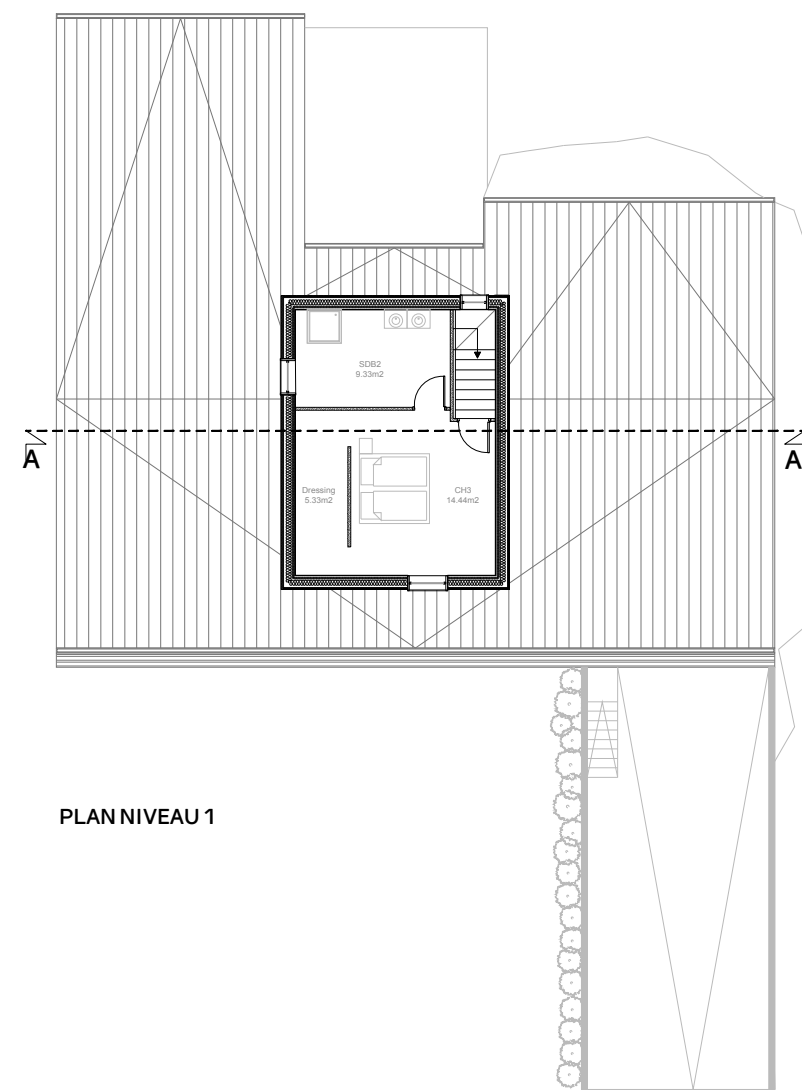 SDB2
9.33m2
A
A
Dressing
5.33m2
CH3
14.44m2
PLAN NIVEAU 1